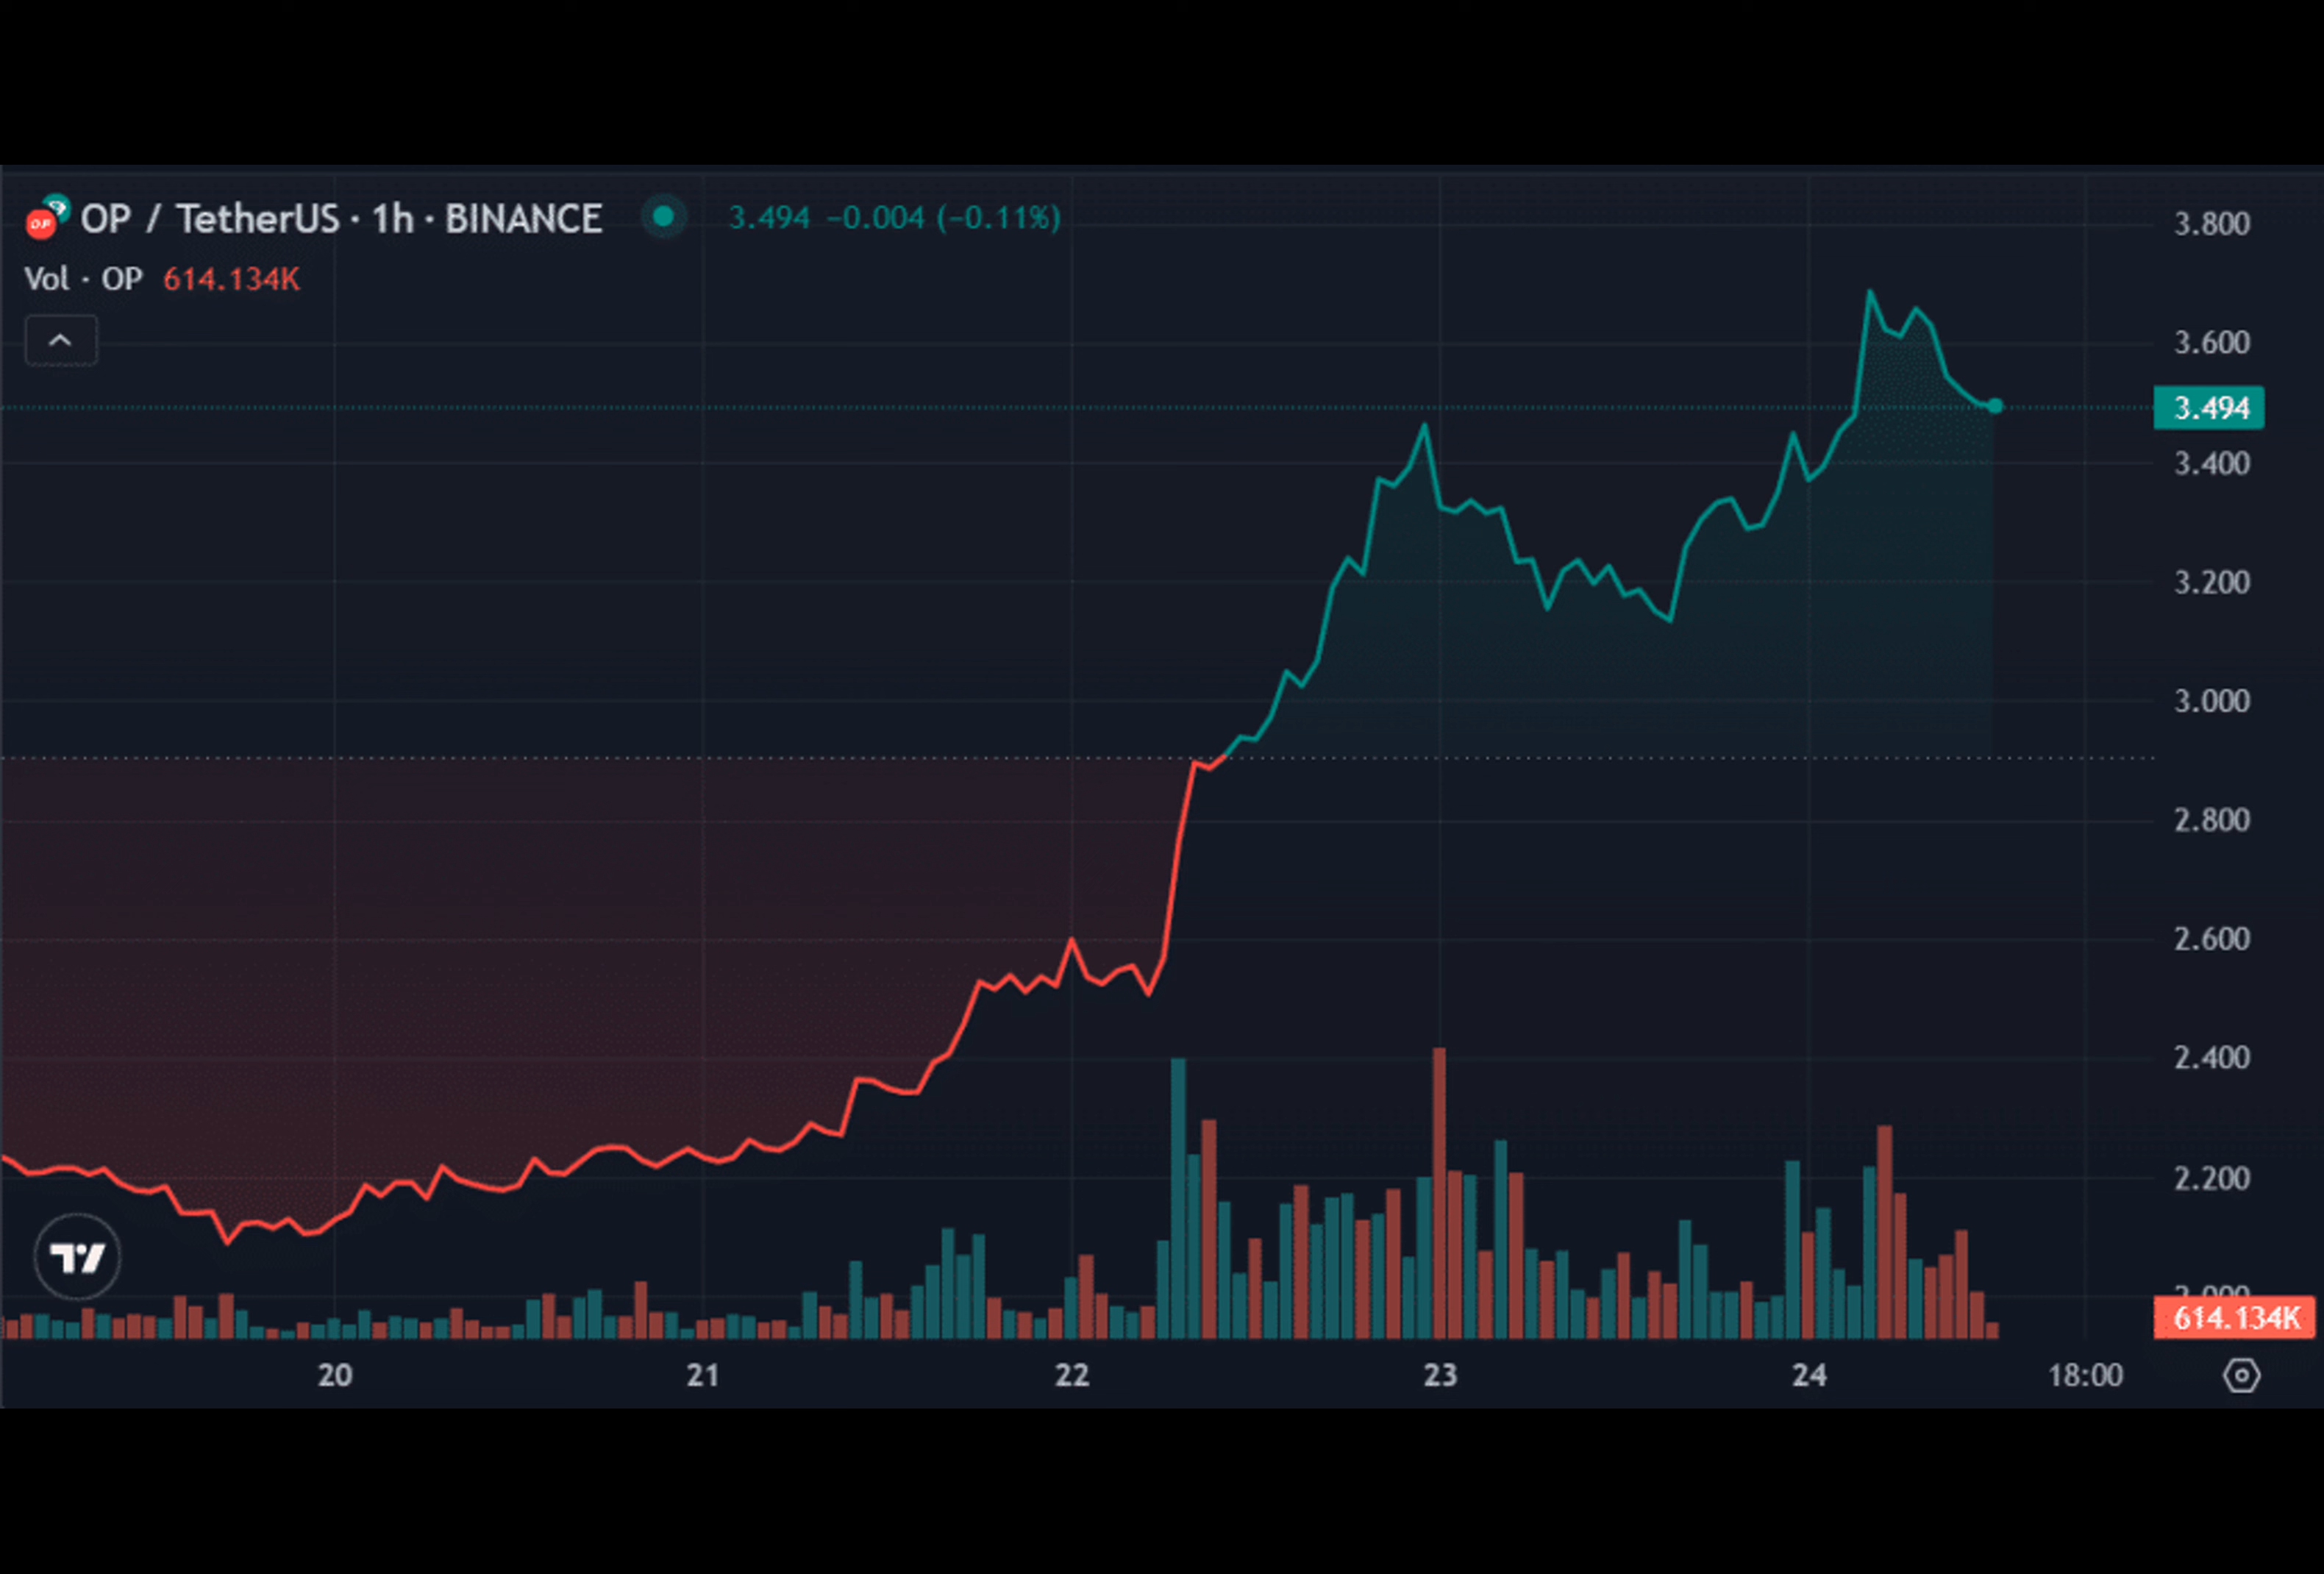 OP / TetherUS · 1h · BINANCE 3.494 −0.004 (−0.11%)
Vol · OP 614.134K
3.800
3.600
3.494
3.400
3.200
3.000
2.800
2.600
2.400
2.200
614.134K
20 21 22 23 24 18:00